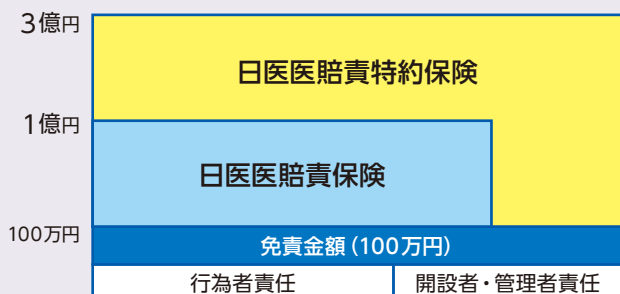 3億円
日医医賠責特約保険
1億円
日医医賠責保険
100万円
免責金額(100万円)
行為者責任
開設者・管理者責任